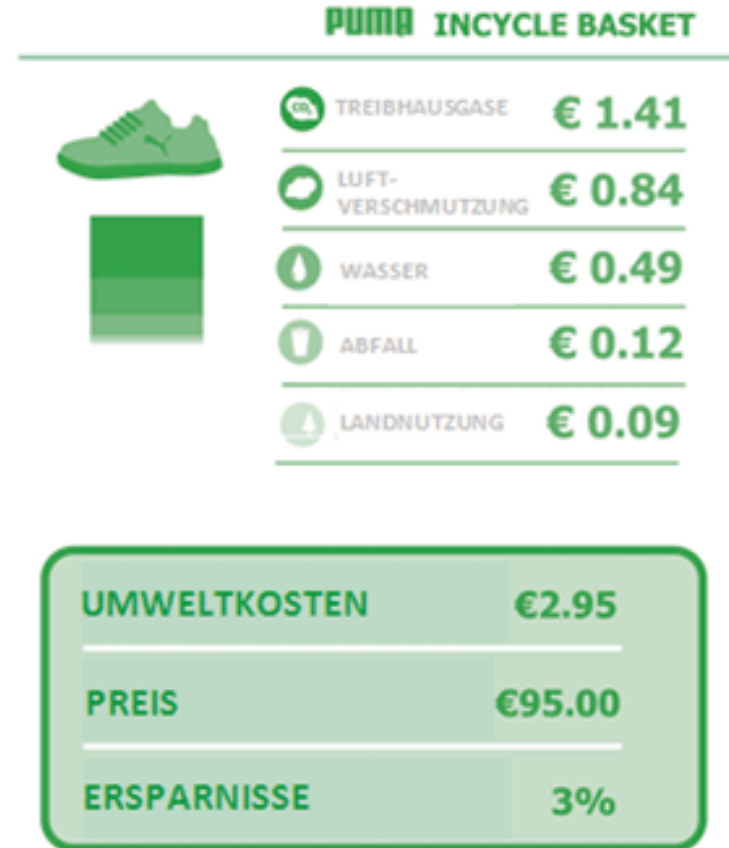 PUMA INCYCLE BASKET
CO₂ TREIBHAUSGASE € 1.41
LUFT-
VERSCHMUTZUNG € 0.84
WASSER € 0.49
ABFALL € 0.12
LANDNUTZUNG € 0.09
UMWELTKOSTEN €2.95
PREIS €95.00
ERSPARNISSE 3%